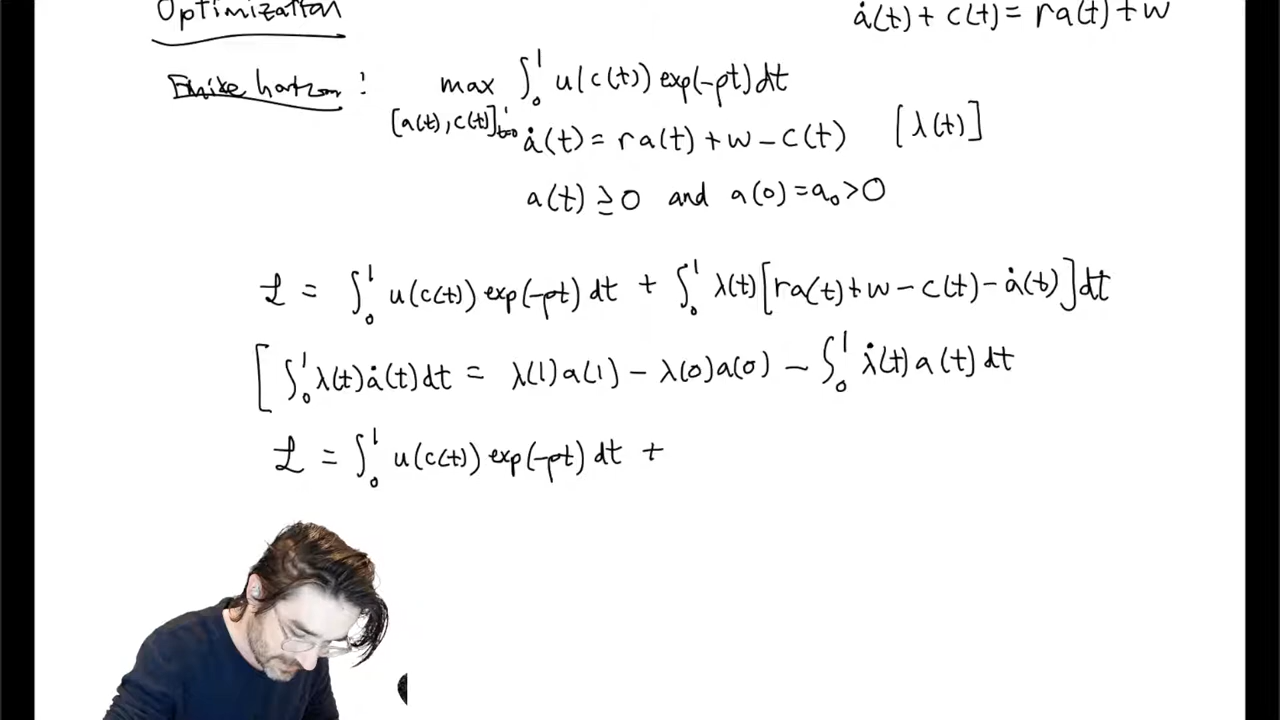 Optimization
ȧ(t) + c(t) = ra(t) + w
Finite horizon : max ∫₀¹ u(c(t)) exp(-ρt) dt
[a(t), c(t)]¹ₜ₌₀ ȧ(t) = ra(t) + w - c(t) [λ(t)]
a(t) ≥ 0 and a(0) = a₀ > 0
ℒ = ∫₀¹ u(c(t)) exp(-ρt) dt + ∫₀¹ λ(t)[ra(t) + w - c(t) - ȧ(t)] dt
[ ∫₀¹ λ(t)ȧ(t) dt = λ(1)a(1) - λ(0)a(0) - ∫₀¹ λ̇(t) a(t) dt
ℒ = ∫₀¹ u(c(t)) exp(-ρt) dt +